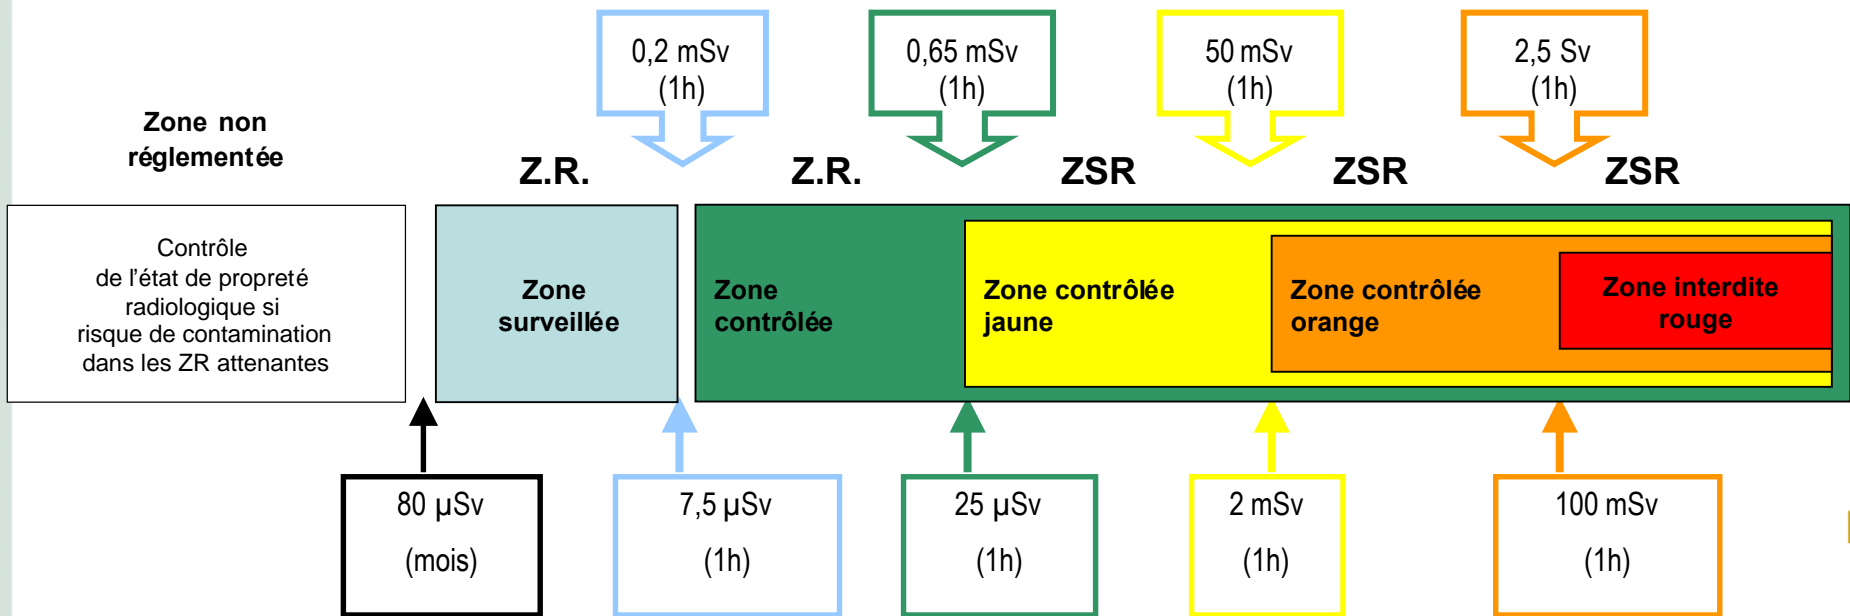 0,2 mSv
(1h)
0,65 mSv
(1h)
50 mSv
(1h)
2,5 Sv
(1h)
Zone non
réglementée
Z.R.
Z.R.
ZSR
ZSR
ZSR
Contrôle
de l'état de propreté
radiologique si
risque de contamination
dans les ZR attenantes
Zone
surveillée
Zone
contrôlée
Zone contrôlée
jaune
Zone contrôlée
orange
Zone interdite
rouge
80 µSv
(mois)
7,5 µSv
(1h)
25 µSv
(1h)
2 mSv
(1h)
100 mSv
(1h)